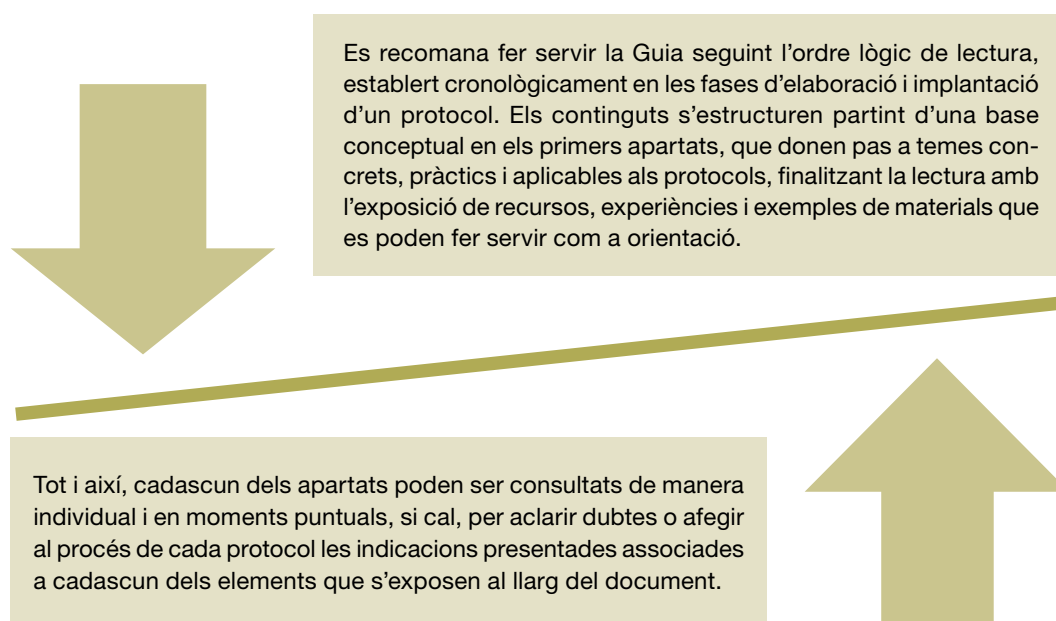 Es recomana fer servir la Guia seguint l’ordre lògic de lectura,
establert cronològicament en les fases d’elaboració i implantació
d’un protocol. Els continguts s’estructuren partint d’una base
conceptual en els primers apartats, que donen pas a temes con-
crets, pràctics i aplicables als protocols, finalitzant la lectura amb
l’exposició de recursos, experiències i exemples de materials que
es poden fer servir com a orientació.
Tot i així, cadascun dels apartats poden ser consultats de manera
individual i en moments puntuals, si cal, per aclarir dubtes o afegir
al procés de cada protocol les indicacions presentades associades
a cadascun dels elements que s’exposen al llarg del document.